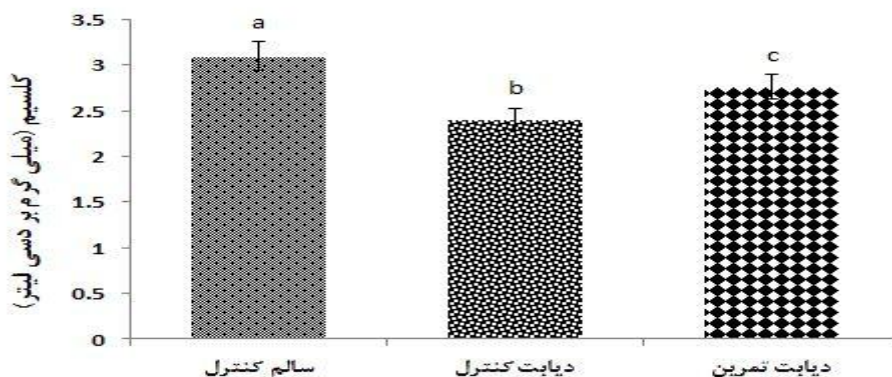 کلسیم (میلی گرم بر دسی لیتر)
3.5
3
2.5
2
1.5
1
0.5
0
a
b
c
سالم کنترل
دیابت کنترل
دیابت تمرین